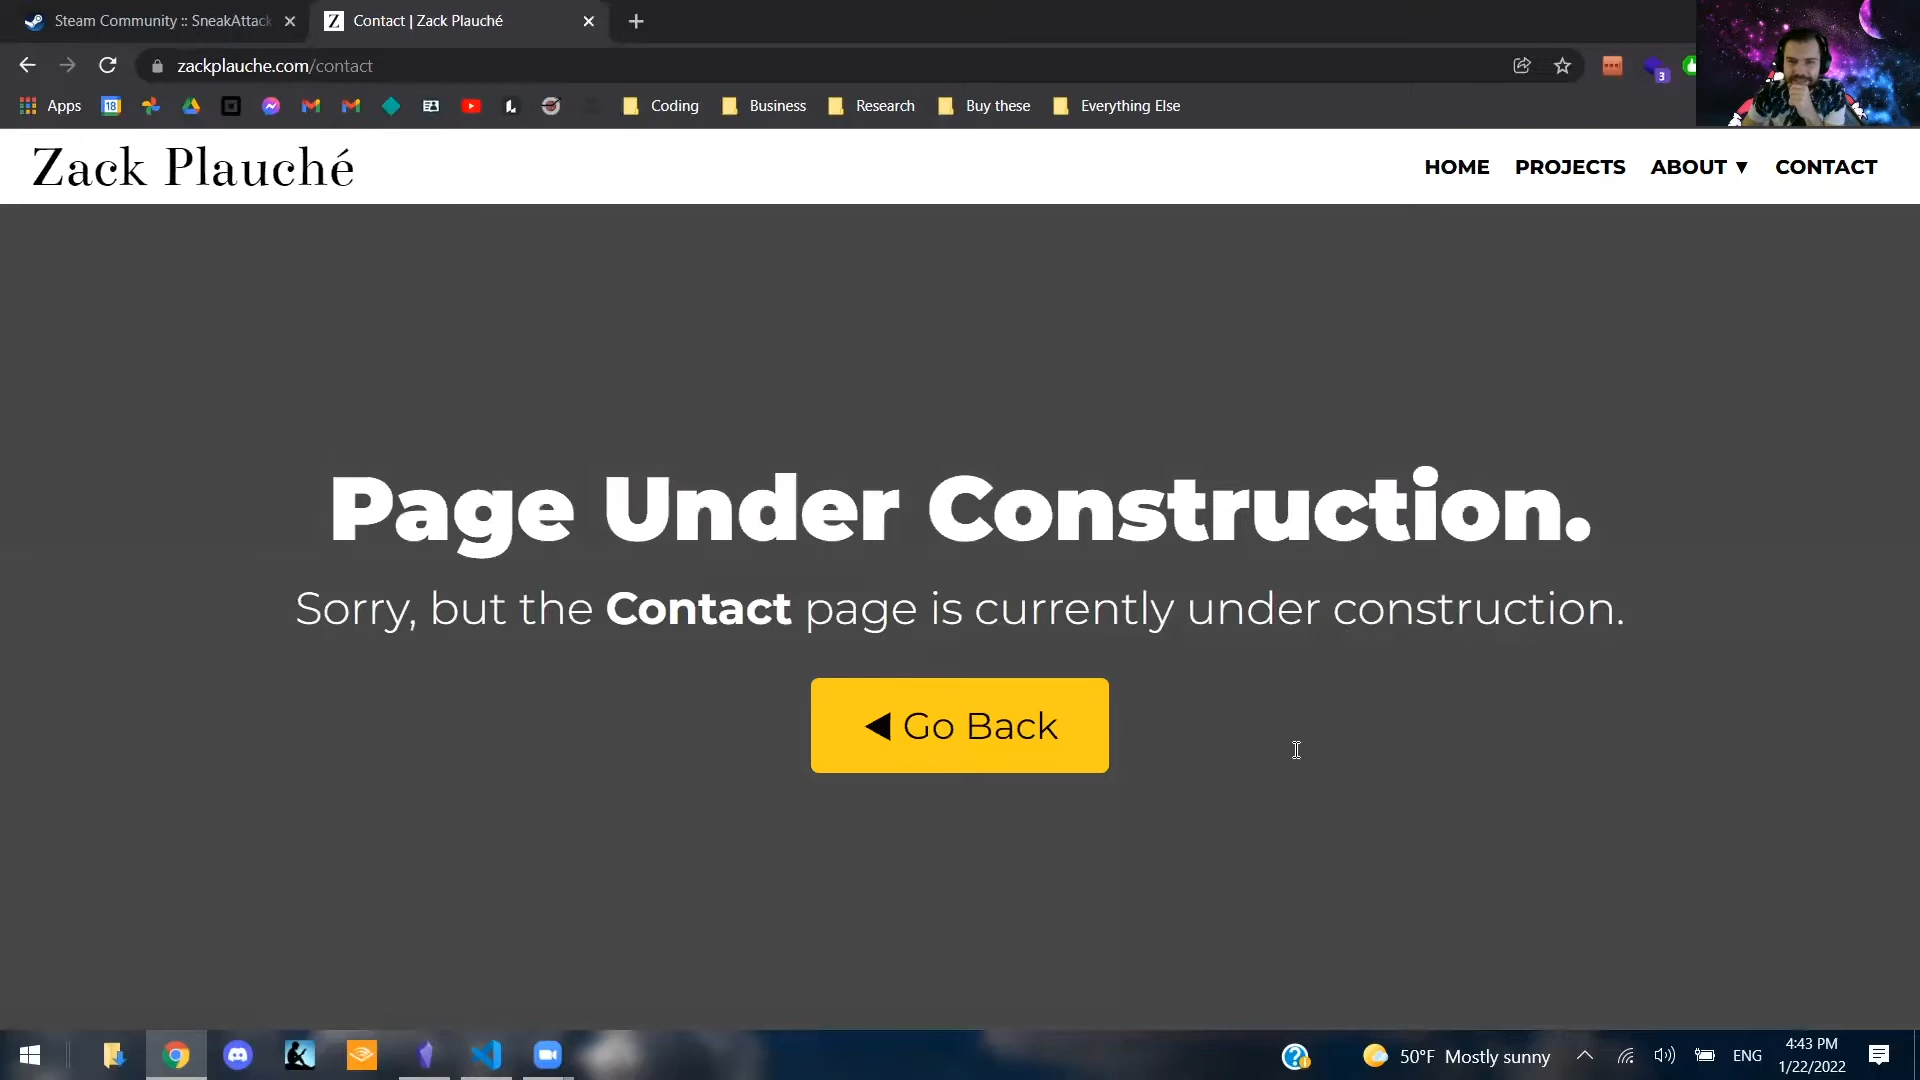 Steam Community :: SneakAttack
Z Contact | Zack Plauché
zackplauche.com/contact
3
Apps
18
Coding
Business
Research
Buy these
Everything Else
Zack Plauché
HOME PROJECTS ABOUT ▼ CONTACT
Page Under Construction.
Sorry, but the Contact page is currently under construction.
◀ Go Back
50°F Mostly sunny
ENG
4:43 PM
1/22/2022